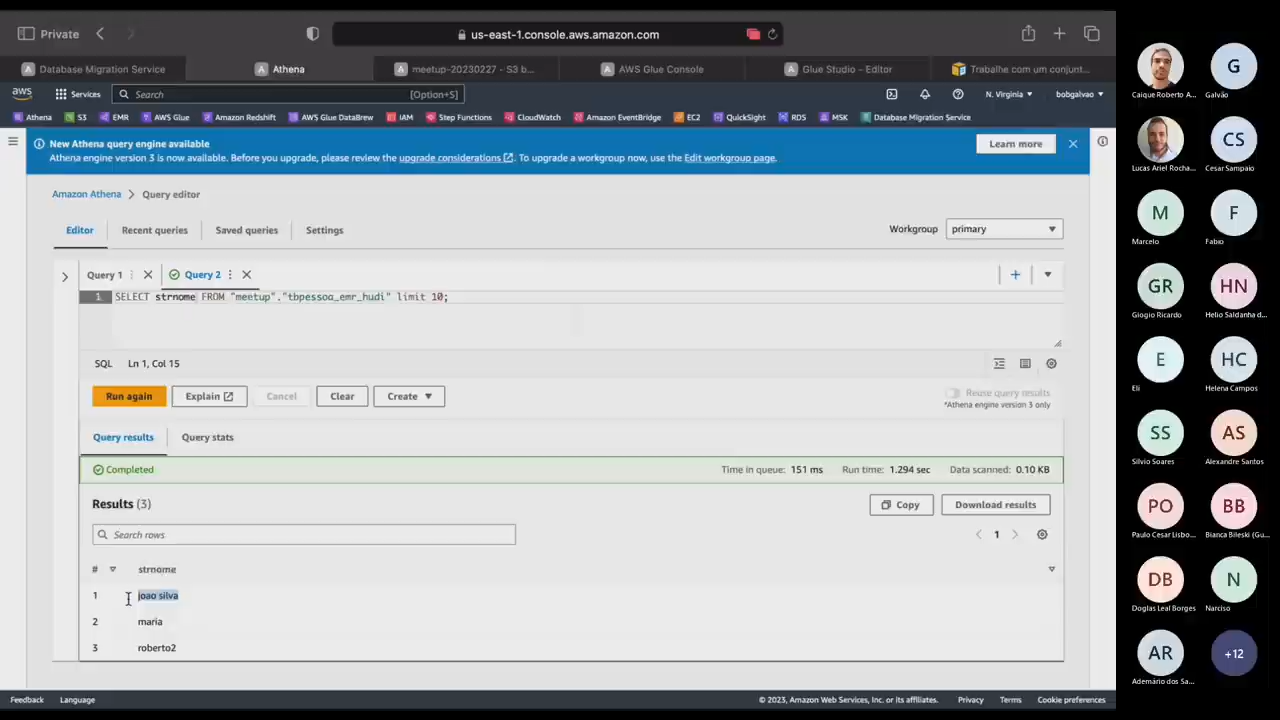 Private
us-east-1.console.aws.amazon.com
Database Migration Service
Athena
meetup-20230227 - S3 b...
AWS Glue Console
Glue Studio - Editor
Trabalhe com um conjunt...
aws
Services
Search
[Option+S]
N. Virginia
bobgalvao
Athena
S3
EMR
AWS Glue
Amazon Redshift
AWS Glue DataBrew
IAM
Step Functions
CloudWatch
Amazon EventBridge
EC2
QuickSight
RDS
MSK
Database Migration Service
New Athena query engine available
Athena engine version 3 is now available. Before you upgrade, please review the upgrade considerations. To upgrade a workgroup now, use the Edit workgroup page.
Learn more
Amazon Athena
Query editor
Editor
Recent queries
Saved queries
Settings
Workgroup
primary
Query 1
Query 2
1
SELECT strnome FROM "meetup"."tbpessoa_emr_hudi" limit 10;
SQL
Ln 1, Col 15
Run again
Explain
Cancel
Clear
Create
Reuse query results
*Athena engine version 3 only
Query results
Query stats
Completed
Time in queue: 151 ms
Run time: 1.294 sec
Data scanned: 0.10 KB
Results (3)
Copy
Download results
Search rows
1
#
strnome
1
joao silva
2
maria
3
roberto2
Feedback
Language
© 2023, Amazon Web Services, Inc. or its affiliates.
Privacy
Terms
Cookie preferences
Caique Roberto A...
G
Galvão
Lucas Ariel Rocha...
CS
Cesar Sampaio
M
Marcelo
F
Fabio
GR
Giogio Ricardo
HN
Helio Saldanha d...
E
Eli
HC
Helena Campos
SS
Silvio Soares
AS
Alexandre Santos
PO
Paulo Cesar Lisbo...
BB
Bianca Bileski (Gu...
DB
Doglas Leal Borges
N
Narciso
AR
Ademário dos Sa...
+12